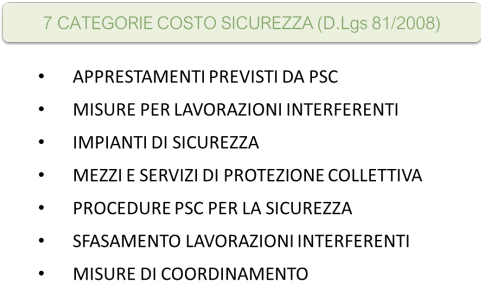 7 CATEGORIE COSTO SICUREZZA (D.Lgs 81/2008)
• APPRESTAMENTI PREVISTI DA PSC
• MISURE PER LAVORAZIONI INTERFERENTI
• IMPIANTI DI SICUREZZA
• MEZZI E SERVIZI DI PROTEZIONE COLLETTIVA
• PROCEDURE PSC PER LA SICUREZZA
• SFASAMENTO LAVORAZIONI INTERFERENTI
• MISURE DI COORDINAMENTO